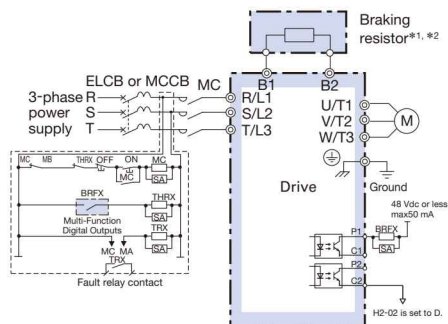 Braking
resistor*1, *2
ELCB or MCCB MC
B1 B2
3-phase
power
supply
R
S
T
R/L1
S/L2
T/L3
U/T1
V/T2
W/T3
M
Drive
Ground
MC MB THRX OFF ON MC
MC
SA
BRFX
Multi-Function
Digital Outputs
THRX
SA
TRX
SA
MC MA
TRX
Fault relay contact
48 Vdc or less
max50 mA
P1
BRFX
SA
C1
P2
C2
H2-02 is set to D.